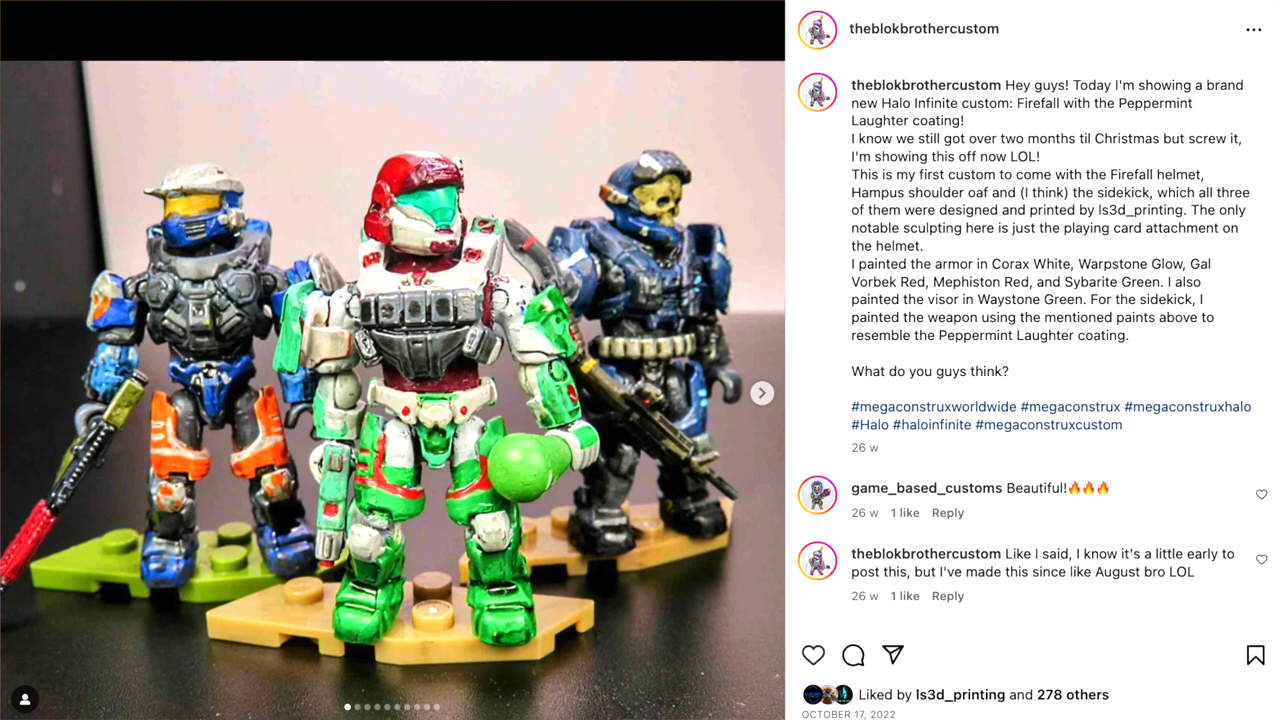 theblokbrothercustom
theblokbrothercustom Hey guys! Today I'm showing a brand
new Halo Infinite custom: Firefall with the Peppermint
Laughter coating!
I know we still got over two months til Christmas but screw it,
I'm showing this off now LOL!
This is my first custom to come with the Firefall helmet,
Hampus shoulder oaf and (I think) the sidekick, which all three
of them were designed and printed by ls3d_printing. The only
notable sculpting here is just the playing card attachment on
the helmet.
I painted the armor in Corax White, Warpstone Glow, Gal
Vorbek Red, Mephiston Red, and Sybarite Green. I also
painted the visor in Waystone Green. For the sidekick, I
painted the weapon using the mentioned paints above to
resemble the Peppermint Laughter coating.
What do you guys think?
#megaconstruxworldwide #megaconstrux #megaconstruxhalo
#Halo #haloinfinite #megaconstruxcustom
26 w
game_based_customs Beautiful!🔥🔥🔥
26 w 1 like Reply
theblokbrothercustom Like I said, I know it's a little early to
post this, but I've made this since like August bro LOL
26 w 1 like Reply
Liked by ls3d_printing and 278 others
OCTOBER 17, 2022